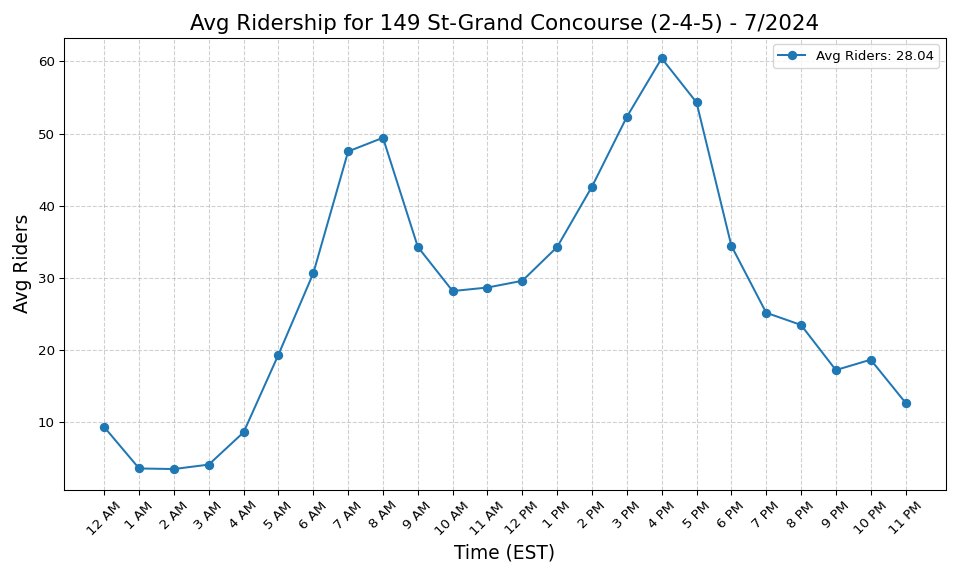 Avg Ridership for 149 St-Grand Concourse (2-4-5) - 7/2024
Avg Riders: 28.04
Avg Riders
60
50
40
30
20
10
12 AM
1 AM
2 AM
3 AM
4 AM
5 AM
6 AM
7 AM
8 AM
9 AM
10 AM
11 AM
12 PM
1 PM
2 PM
3 PM
4 PM
5 PM
6 PM
7 PM
8 PM
9 PM
10 PM
11 PM
Time (EST)